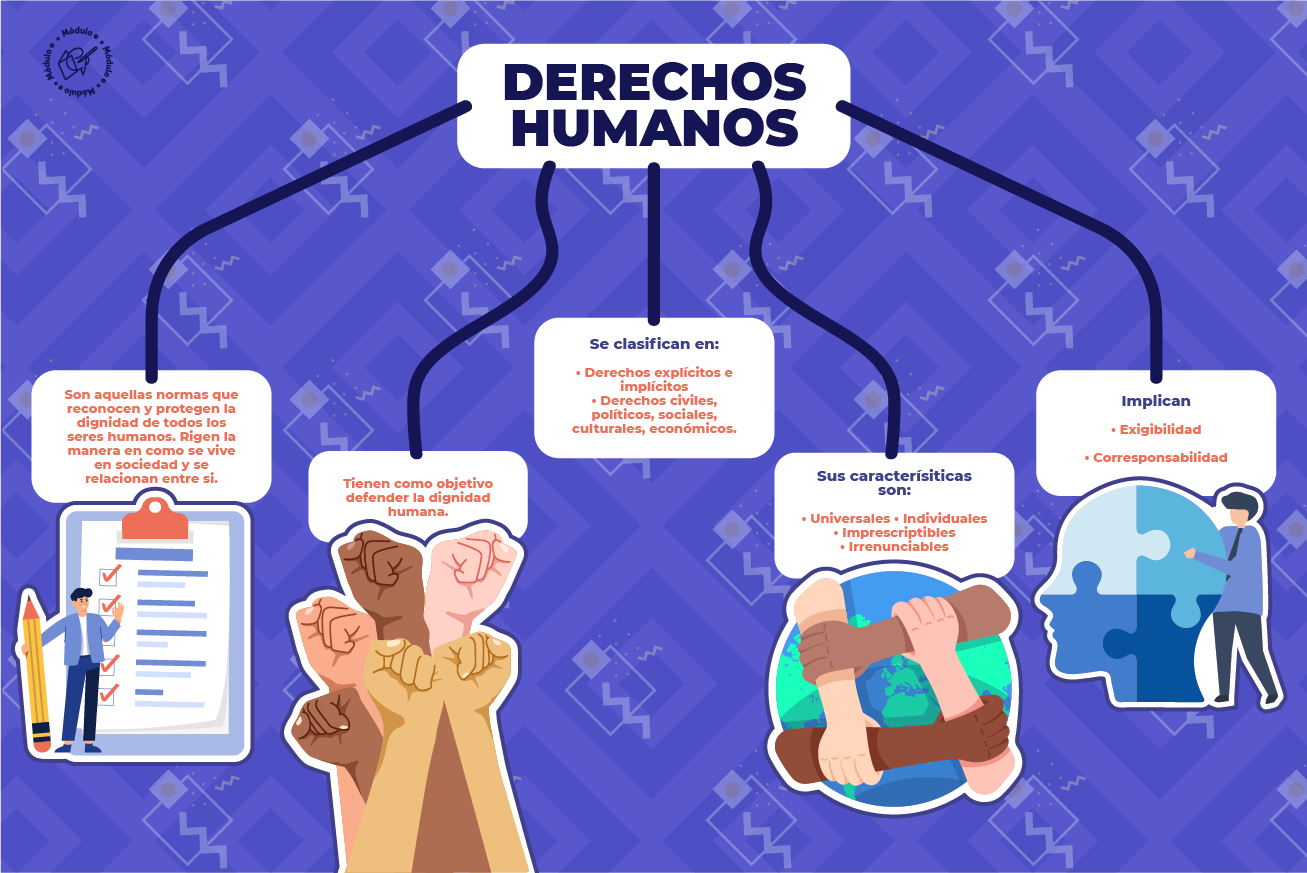 Módulo e • Módulo e • Módulo e • Módulo e •
DERECHOS
HUMANOS
Son aquellas normas que
reconocen y protegen la
dignidad de todos los
seres humanos. Rigen la
manera en como se vive
en sociedad y se
relacionan entre si.
Tienen como objetivo
defender la dignidad
humana.
Se clasifican en:
• Derechos explícitos e
implícitos
• Derechos civiles,
políticos, sociales,
culturales, económicos.
Sus caracterísiticas
son:
• Universales • Individuales
• Imprescriptibles
• Irrenunciables
Implican
• Exigibilidad
• Corresponsabilidad